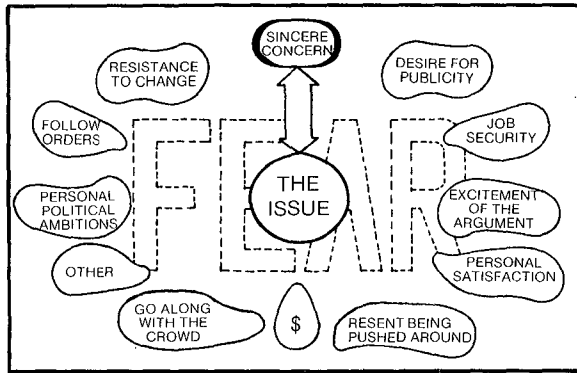 SINCERE
CONCERN
RESISTANCE
TO CHANGE
DESIRE FOR
PUBLICITY
FOLLOW
ORDERS
JOB
SECURITY
FEAR
THE
ISSUE
PERSONAL
POLITICAL
AMBITIONS
EXCITEMENT
OF THE
ARGUMENT
OTHER
PERSONAL
SATISFACTION
GO ALONG
WITH THE
CROWD
$
RESENT BEING
PUSHED AROUND